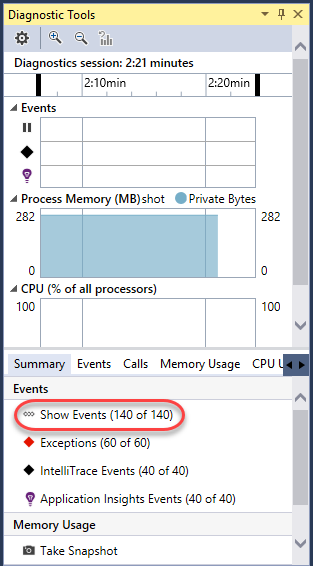 Diagnostic Tools
Diagnostics session: 2:21 minutes
2:10min 2:20min
Events
Process Memory (MB) shot Private Bytes
282 282
0 0
CPU (% of all processors)
100 100
Summary Events Calls Memory Usage CPU U
Events
Show Events (140 of 140)
Exceptions (60 of 60)
IntelliTrace Events (40 of 40)
Application Insights Events (40 of 40)
Memory Usage
Take Snapshot